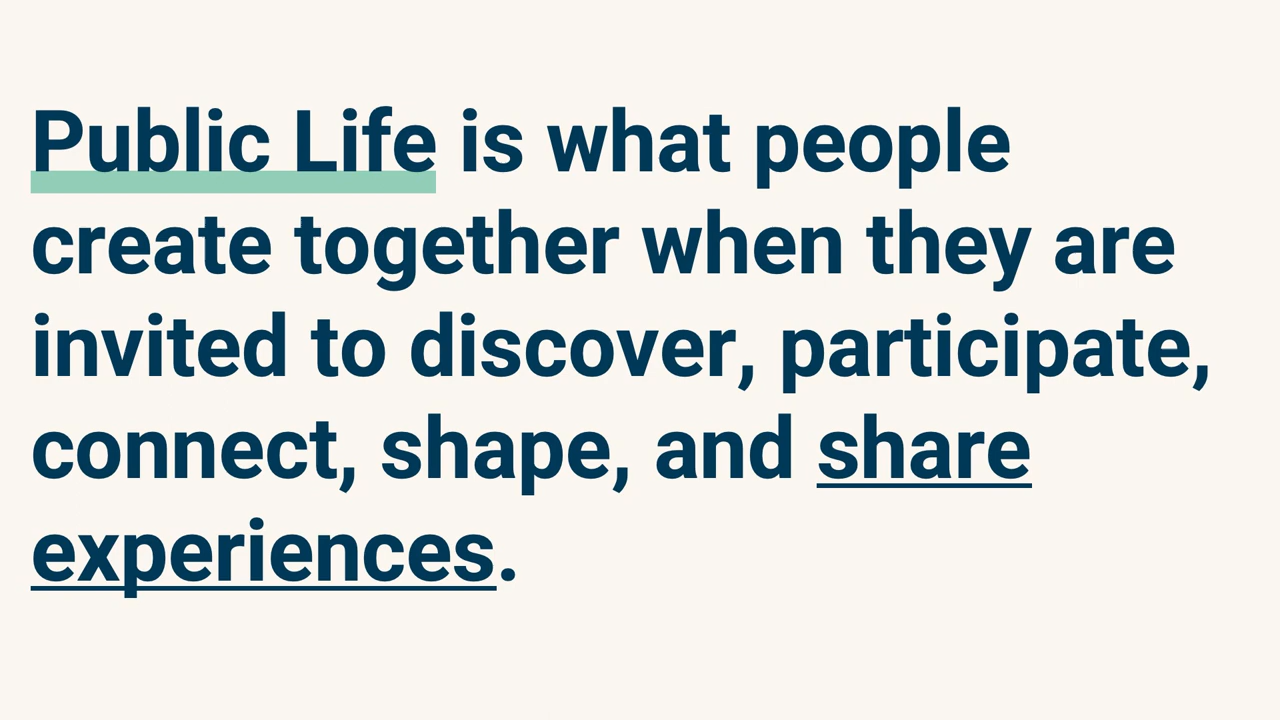 Public Life is what people
create together when they are
invited to discover, participate,
connect, shape, and share
experiences.